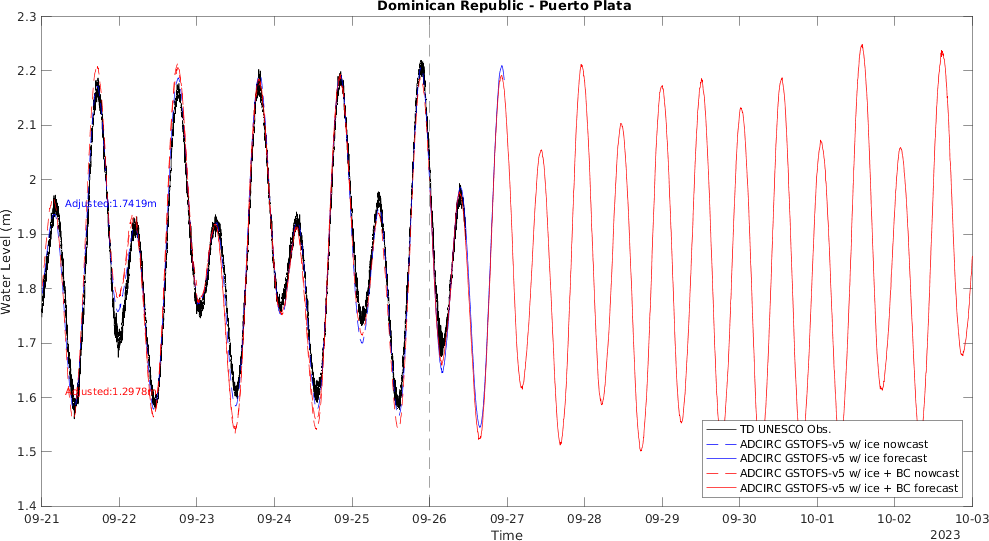 Dominican Republic - Puerto Plata
2.3
2.2
2.1
2
1.9
1.8
1.7
1.6
1.5
1.4
Water Level (m)
Adjusted:1.7419m
Adjusted:1.2978m
TD UNESCO Obs.
ADCIRC GSTOFS-v5 w/ ice nowcast
ADCIRC GSTOFS-v5 w/ ice forecast
ADCIRC GSTOFS-v5 w/ ice + BC nowcast
ADCIRC GSTOFS-v5 w/ ice + BC forecast
09-21 09-22 09-23 09-24 09-25 09-26 09-27 09-28 09-29 09-30 10-01 10-02 10-03
Time
2023